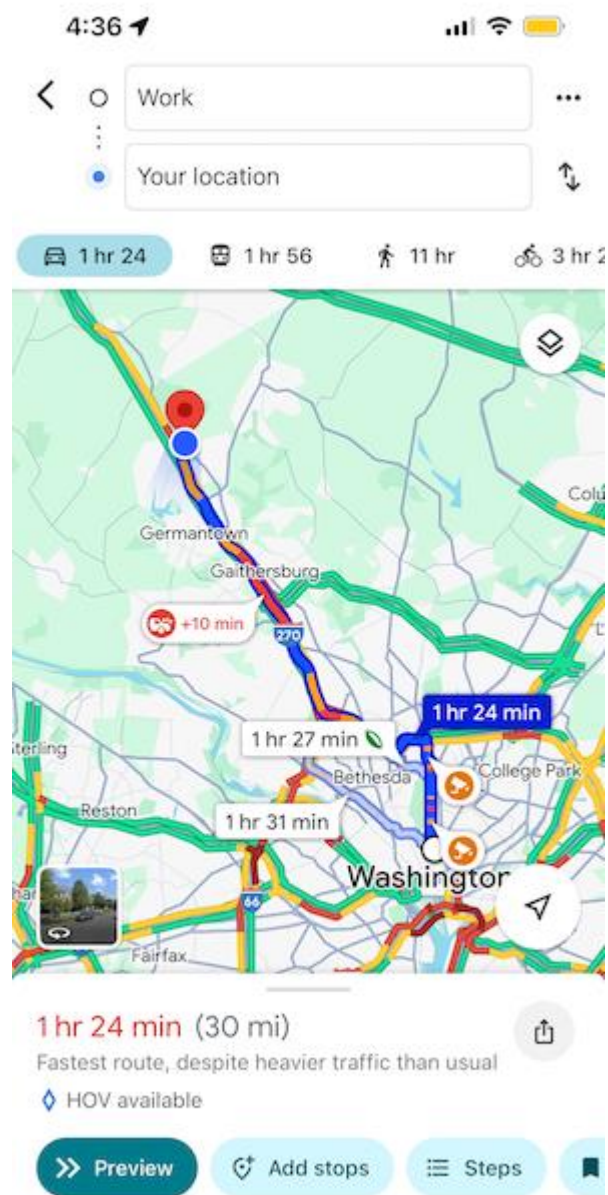 4:36
Work
Your location
1 hr 24
1 hr 56
11 hr
3 hr
Germantown
Gaithersburg
+10 min
270
1 hr 24 min
1 hr 27 min
Bethesda
College Park
Reston
1 hr 31 min
Washington
66
Fairfax
1 hr 24 min (30 mi)
Fastest route, despite heavier traffic than usual
HOV available
Preview
Add stops
Steps